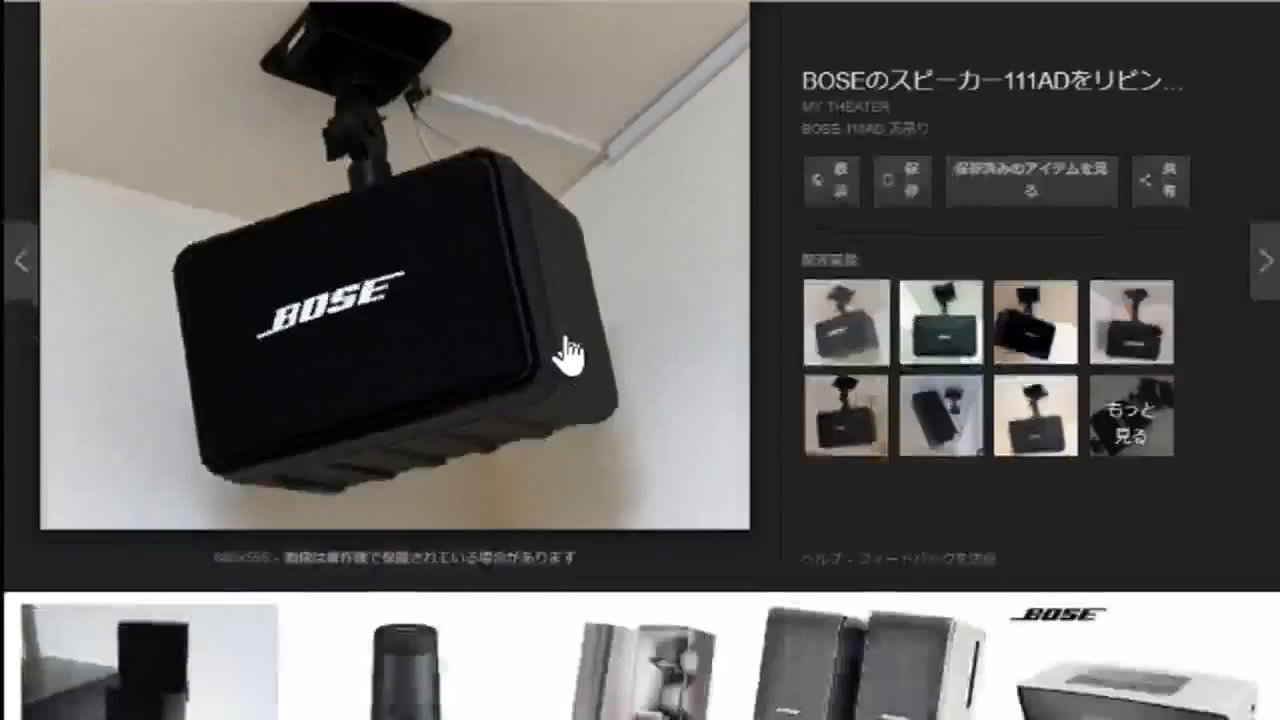 BOSE
BOSEのスピーカー111ADをリビン...
MY THEATER
BOSE 111AD 天吊り
表
示
保
存
保存済みのアイテムを見
る
共
有
関連画像
もっと
見る
画像は著作権で保護されている場合があります
ヘルプ - フィードバックを送信
BOSE